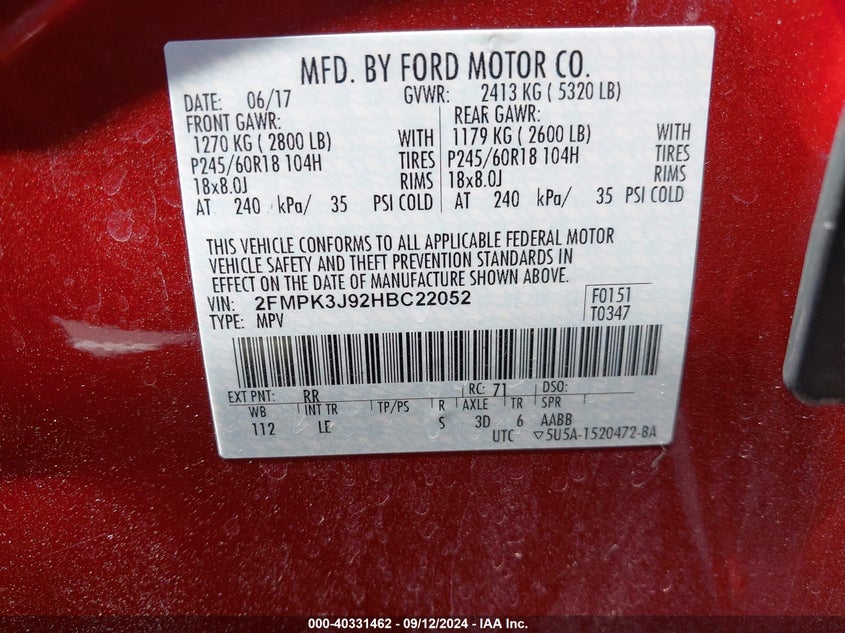 MFD. BY FORD MOTOR CO.
DATE: 06/17 GVWR: 2413 KG ( 5320 LB)
FRONT GAWR: REAR GAWR:
1270 KG ( 2800 LB) WITH 1179 KG ( 2600 LB) WITH
P245/60R18 104H TIRES P245/60R18 104H TIRES
18x8.0J RIMS 18x8.0J RIMS
AT 240 kPa/ 35 PSI COLD AT 240 kPa/ 35 PSI COLD
THIS VEHICLE CONFORMS TO ALL APPLICABLE FEDERAL MOTOR
VEHICLE SAFETY AND THEFT PREVENTION STANDARDS IN
EFFECT ON THE DATE OF MANUFACTURE SHOWN ABOVE.
VIN: 2FMPK3J92HBC22052 F0151
TYPE: MPV T0347
EXT PNT: RR RC: 71 DSO:
WB INT TR TP/PS R AXLE TR SPR
112 LE S 3D 6 AABB
UTC ▽5U5A-1520472-BA
000-40331462 - 09/12/2024 - IAA Inc.